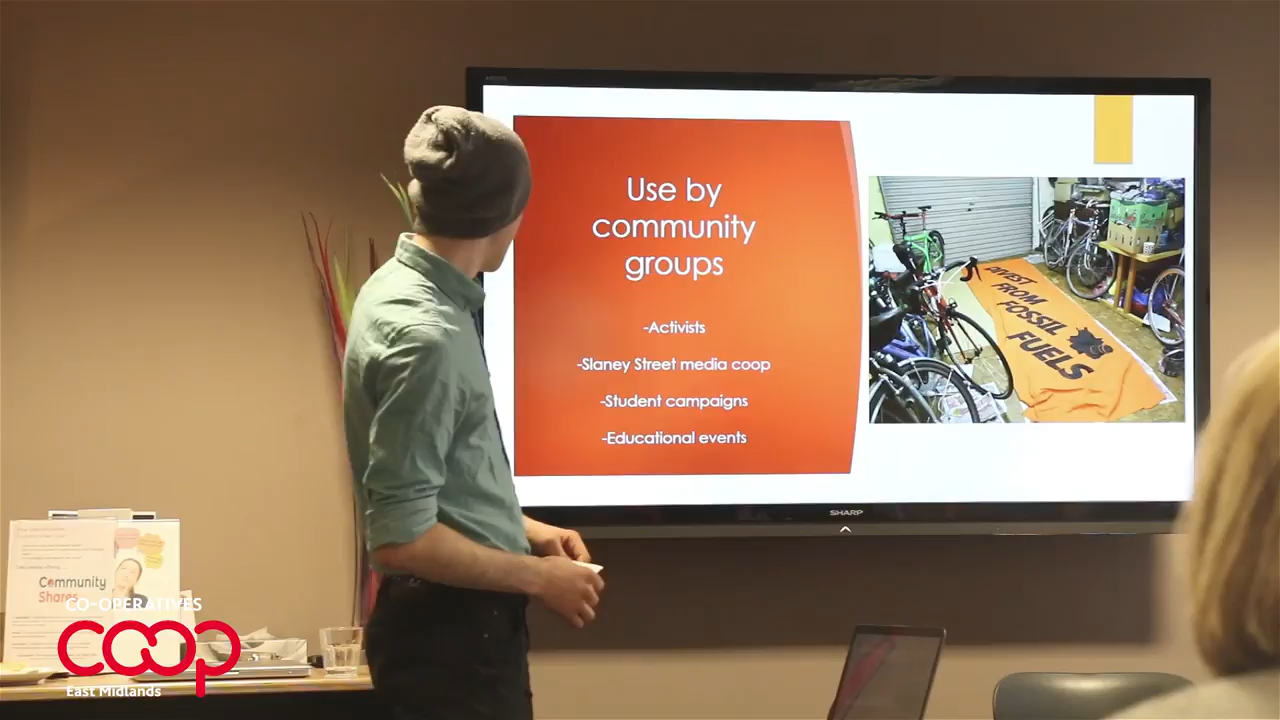 Use by
community
groups
-Activists
-Slaney Street media coop
-Student campaigns
-Educational events
DIVEST
FROM
FOSSIL
FUELS
SHARP
Community
Shares
CO-OPERATIVES
coop
East Midlands